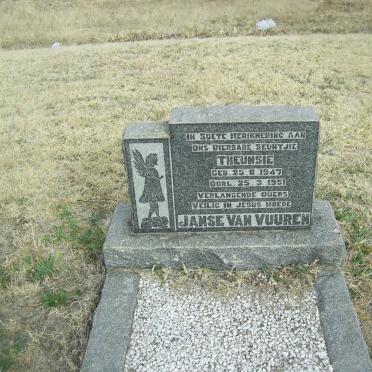 IN SOETE HERINNERING AAN
ONS DIERBARE SEUNTJIE
THEUNSIE
GEB. 25. 8. 1947
OORL. 25. 3. 1951
VERLANGENDE OUERS
VEILIG IN JESUS HOEDE
JANSE VAN VUUREN